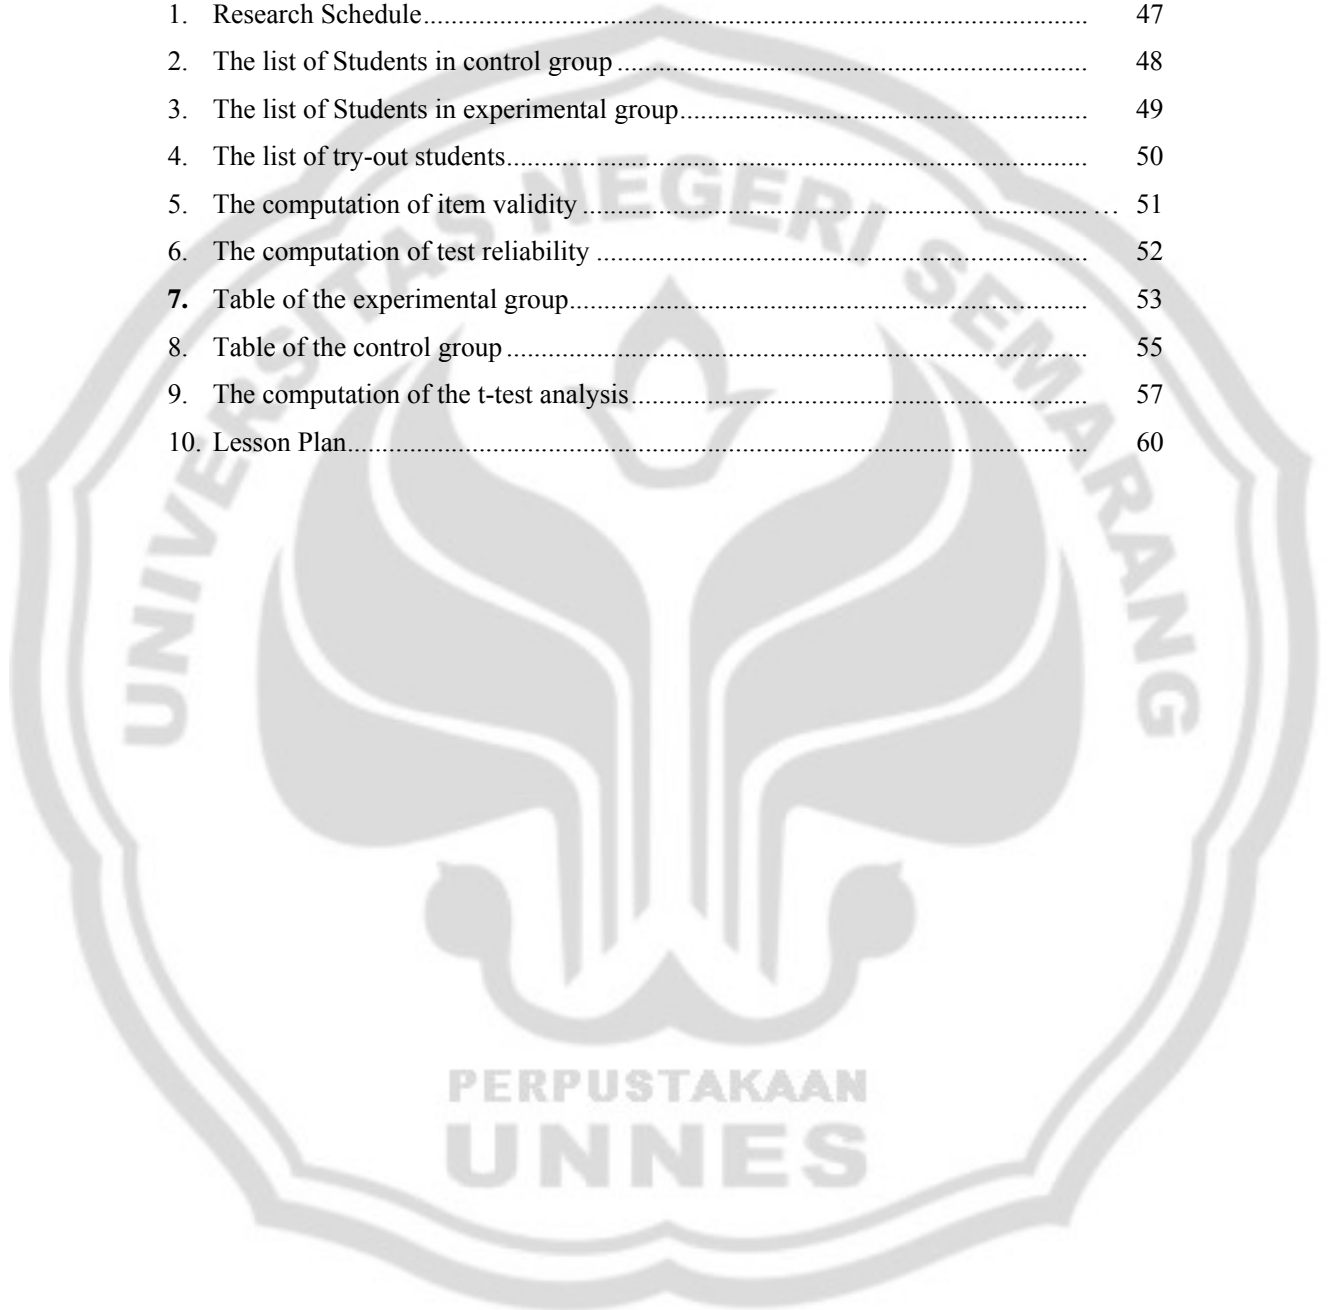 1. Research Schedule........................................................................................................ 47
2. The list of Students in control group........................................................................ 48
3. The list of Students in experimental group.............................................................. 49
4. The list of try-out students........................................................................................ 50
5. The computation of item validity............................................................................... … 51
6. The computation of test reliability............................................................................ 52
7. Table of the experimental group............................................................................... 53
8. Table of the control group......................................................................................... 55
9. The computation of the t-test analysis..................................................................... 57
10. Lesson Plan................................................................................................................ 60
UNIVERSITAS NEGERI SEMARANG
PERPUSTAKAAN
UNNES